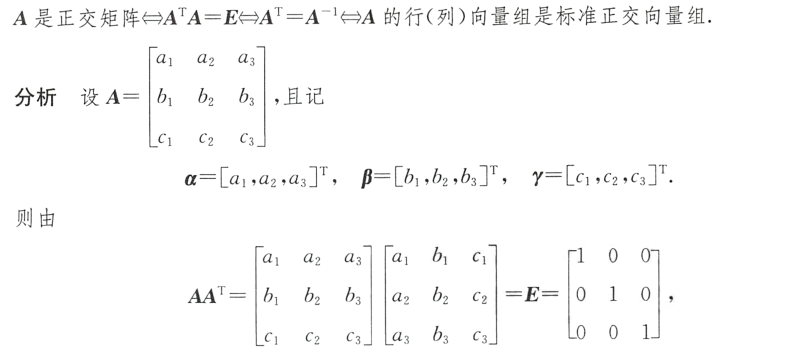 A 是正交矩阵⇔AᵀA=E⇔Aᵀ=A⁻¹⇔A 的行(列)向量组是标准正交向量组.
a₁ a₂ a₃
分析 设 A= b₁ b₂ b₃ ,且记
c₁ c₂ c₃
α=[a₁,a₂,a₃]ᵀ, β=[b₁,b₂,b₃]ᵀ, γ=[c₁,c₂,c₃]ᵀ.
则由
a₁ a₂ a₃ a₁ b₁ c₁ 1 0 0
AAᵀ= b₁ b₂ b₃ a₂ b₂ c₂ =E= 0 1 0 ,
c₁ c₂ c₃ a₃ b₃ c₃ 0 0 1